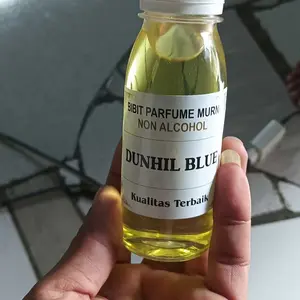 BIBIT PARFUME MURNI
NON ALCOHOL
DUNHIL BLUE
Kualitas Terbaik